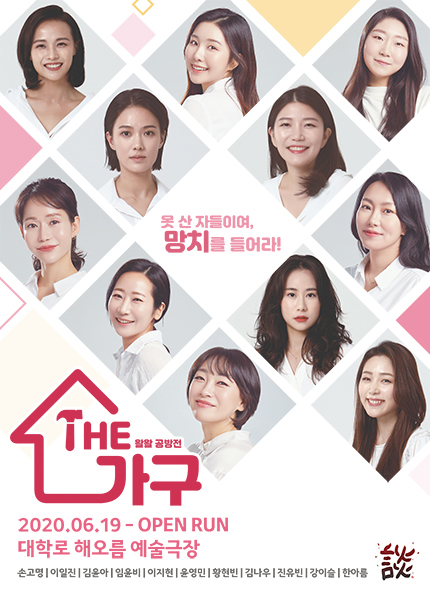 못 산 자들이여,
망치를 들어라!
THE
왈왈 공방전
가구
2020.06.19 - OPEN RUN
대학로 해오름 예술극장
손고명 | 이일진 | 김윤아 | 임윤비 | 이지현 | 윤영민 | 황현빈 | 김나우 | 진유빈 | 강이슬 | 한아름
談